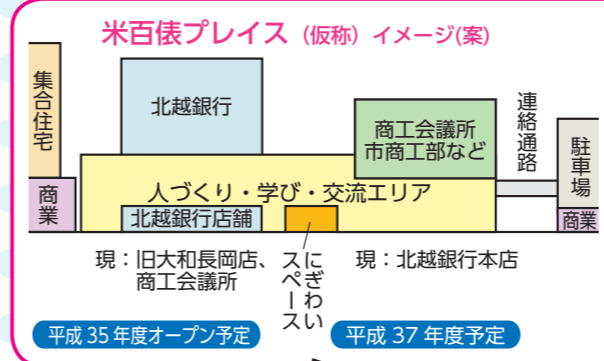 米百俵プレイス（仮称）イメージ(案)
集合住宅
商業
北越銀行
商工会議所
市商工部など
連絡通路
駐車場
商業
人づくり・学び・交流エリア
北越銀行店舗
現：旧大和長岡店、
商工会議所
にぎわい
スペース
現：北越銀行本店
平成35年度オープン予定
平成37年度予定